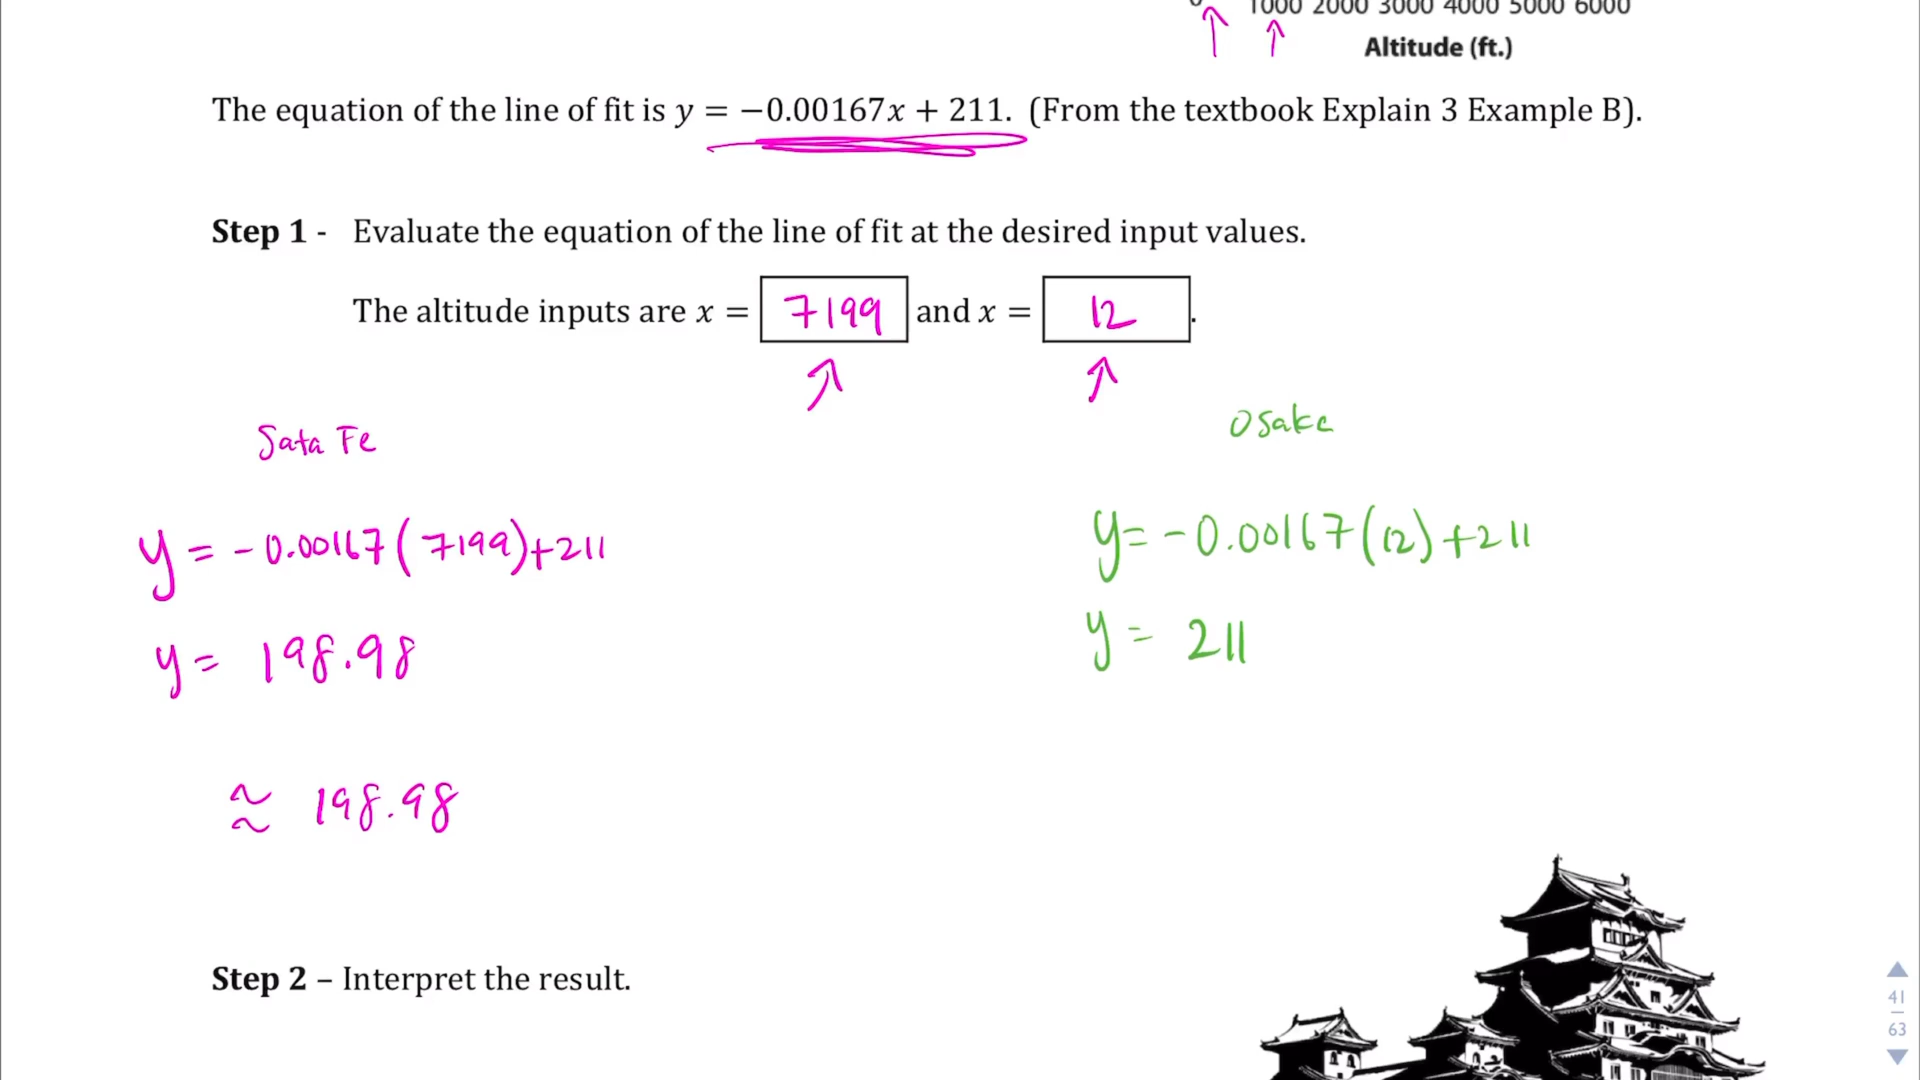 1000 2000 3000 4000 5000 6000
Altitude (ft.)
The equation of the line of fit is y = −0.00167x + 211. (From the textbook Explain 3 Example B).
Step 1 - Evaluate the equation of the line of fit at the desired input values.
The altitude inputs are x = 7199 and x = 12.
Sata Fe
Osake
y = -0.00167(7199)+211
y = -0.00167(12)+211
y = 198.98
y = 211
≈ 198.98
Step 2 – Interpret the result.
41
63